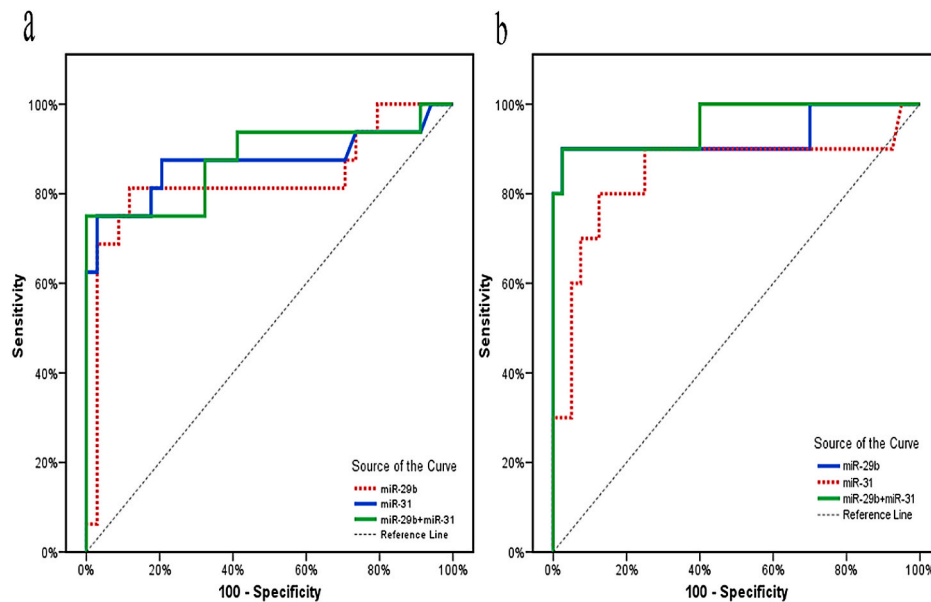 a
100%
80%
60%
40%
20%
0%
Sensitivity
0% 20% 40% 60% 80% 100%
100 - Specificity
Source of the Curve
miR-29b
miR-31
miR-29b+miR-31
Reference Line
b
100%
80%
60%
40%
20%
0%
Sensitivity
0% 20% 40% 60% 80% 100%
100 - Specificity
Source of the Curve
miR-29b
miR-31
miR-29b+miR-31
Reference Line